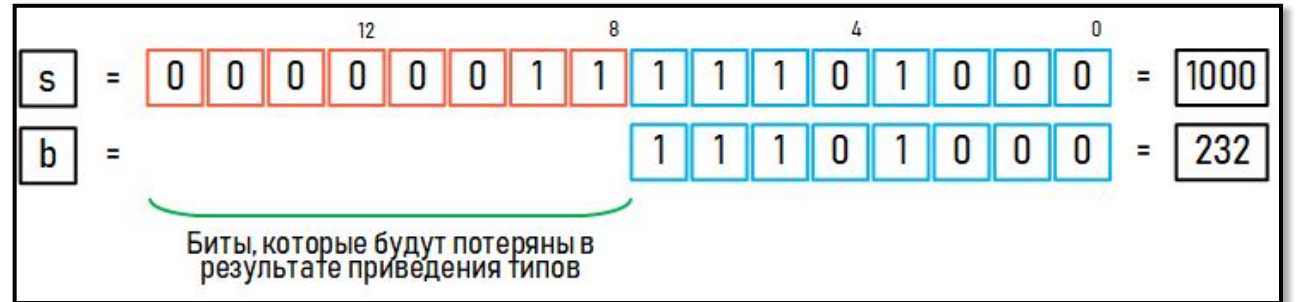 12 8 4 0
s = 0 0 0 0 0 0 1 1 1 1 1 0 1 0 0 0 = 1000
b = 1 1 1 0 1 0 0 0 = 232
Биты, которые будут потеряны в
результате приведения типов